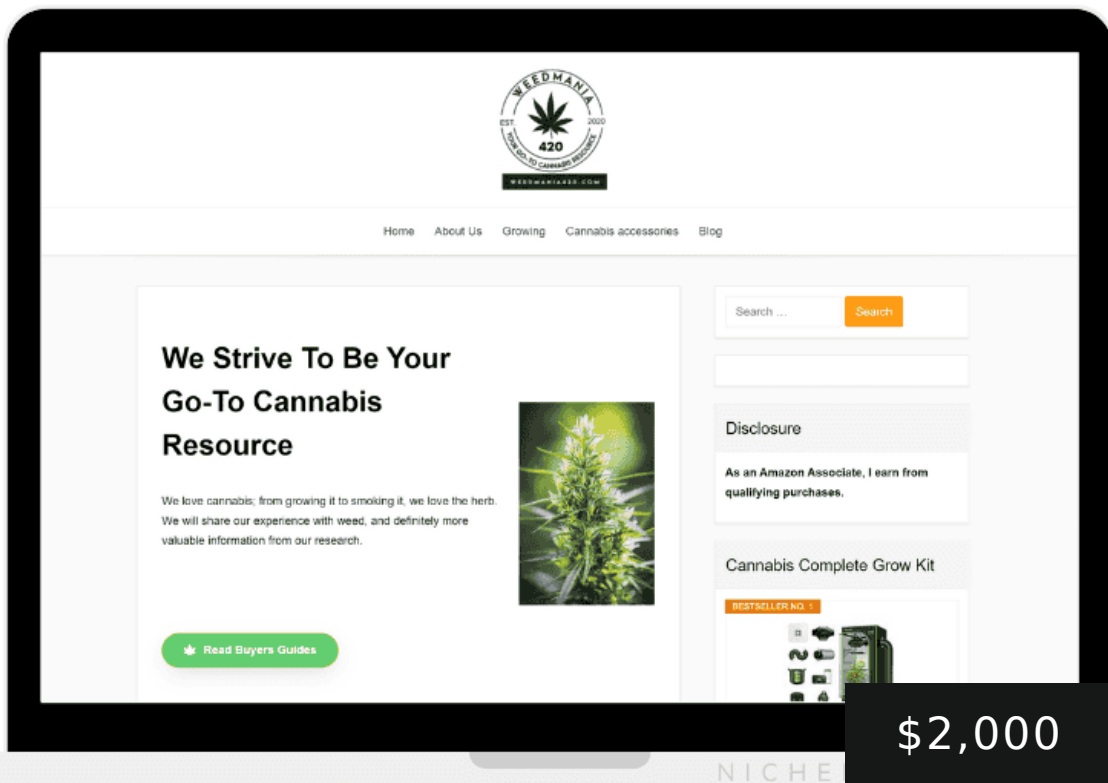 WEEDMANIA
EST. 2020
420
YOUR GO-TO CANNABIS RESOURCE
WEEDMANIA420.COM
Home About Us Growing Cannabis accessories Blog
Search ... Search
We Strive To Be Your
Go-To Cannabis
Resource
We love cannabis; from growing it to smoking it, we love the herb.
We will share our experience with weed, and definitely more
valuable information from our research.
Read Buyers Guides
Disclosure
As an Amazon Associate, I earn from
qualifying purchases.
Cannabis Complete Grow Kit
BESTSELLER NO. 1
$2,000
NICHE